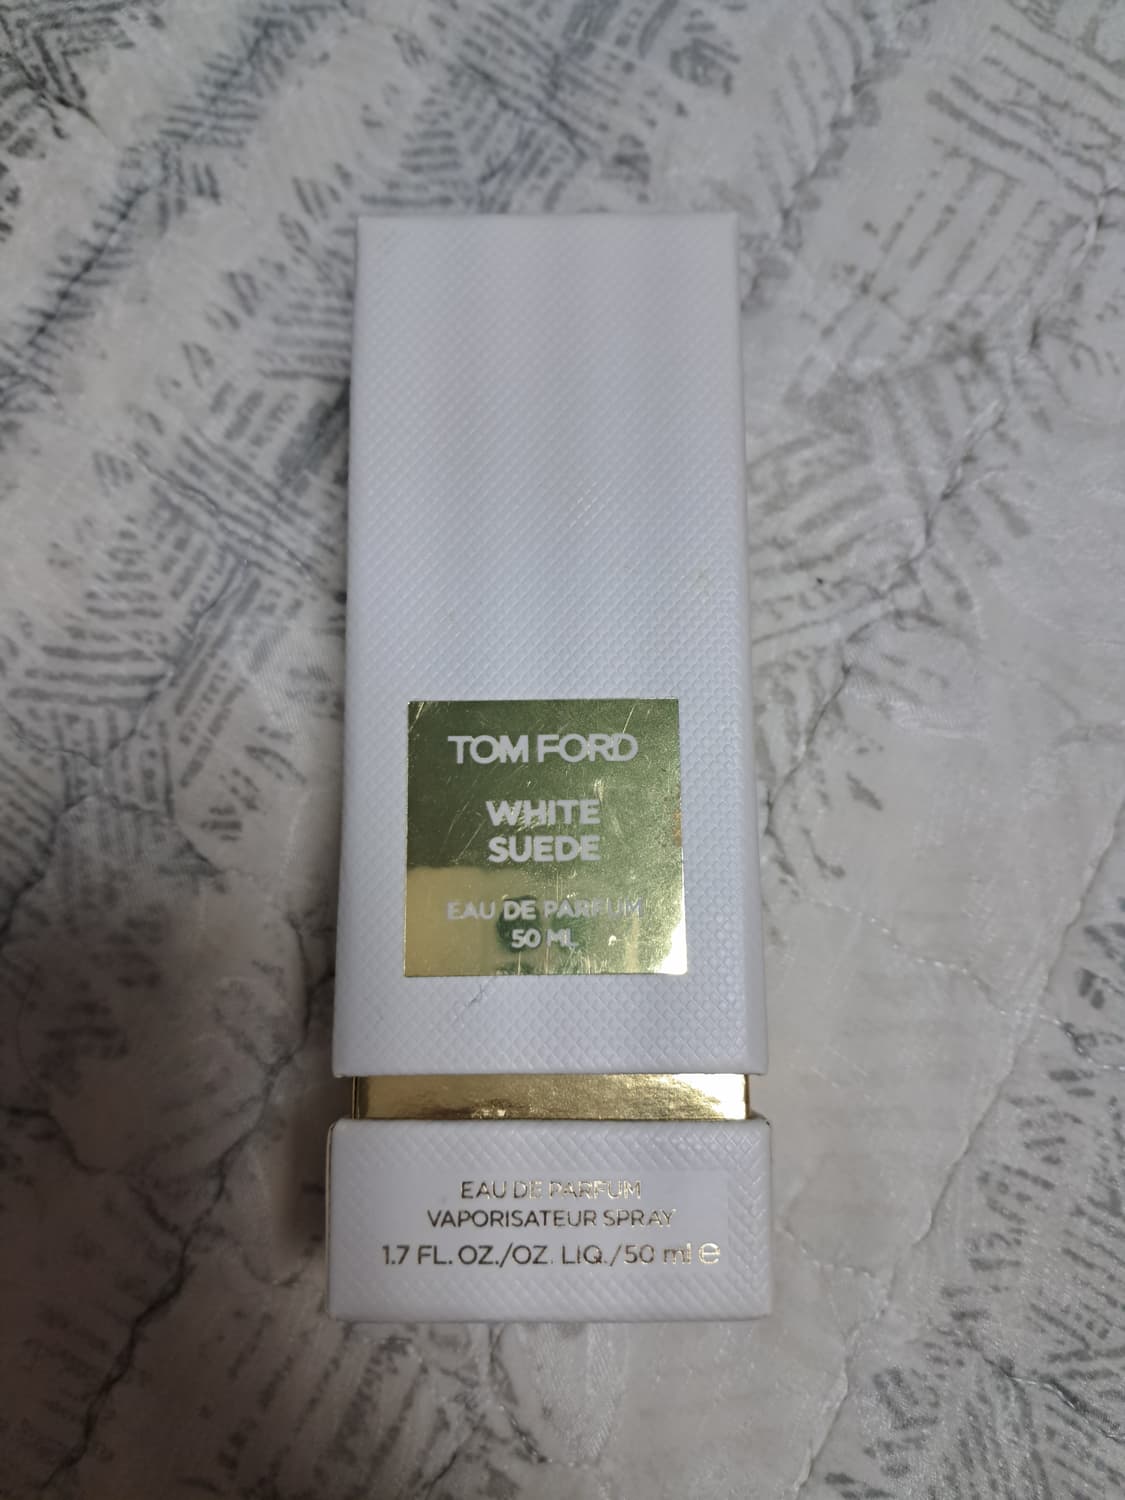 TOM FORD
WHITE
SUEDE
EAU DE PARFUM
50 ML
EAU DE PARFUM
VAPORISATEUR SPRAY
1.7 FL. OZ./OZ. LIQ./50 ml ℮